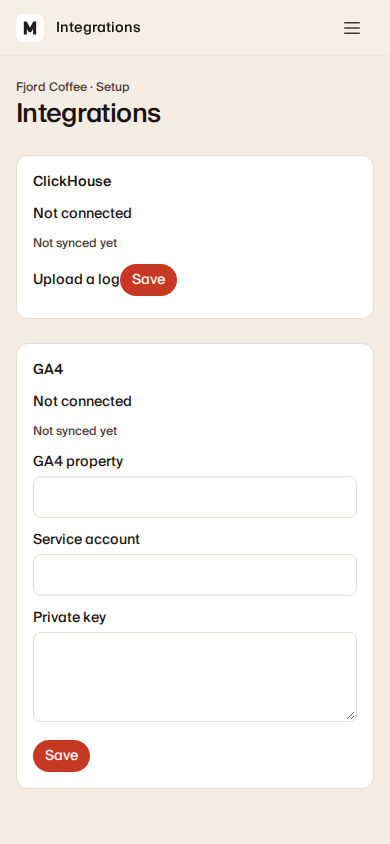 M Integrations
Fjord Coffee · Setup
Integrations
ClickHouse
Not connected
Not synced yet
Upload a log Save
GA4
Not connected
Not synced yet
GA4 property
Service account
Private key
Save